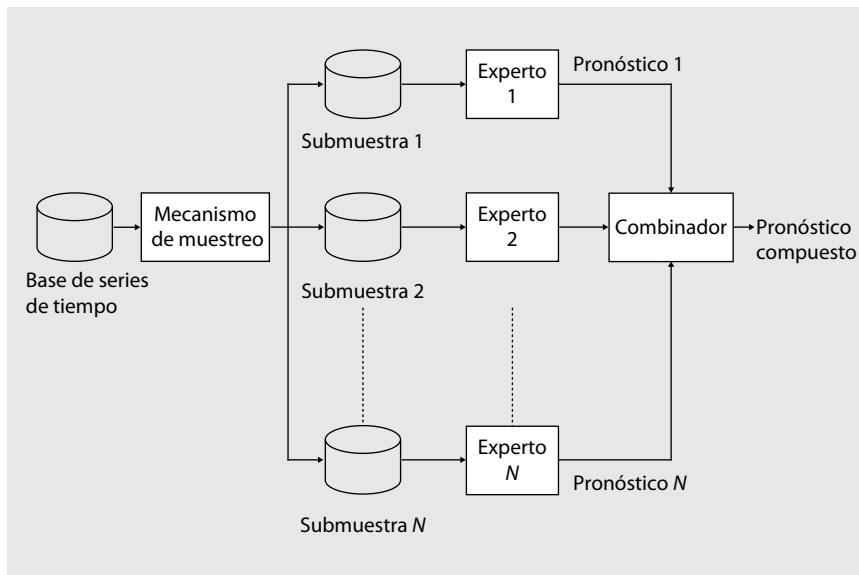 Experto
1
Pronóstico 1
Submuestra 1
Mecanismo
de muestreo
Experto
2
Combinador
Pronóstico
compuesto
Base de series
de tiempo
Submuestra 2
Experto
N
Pronóstico N
Submuestra N